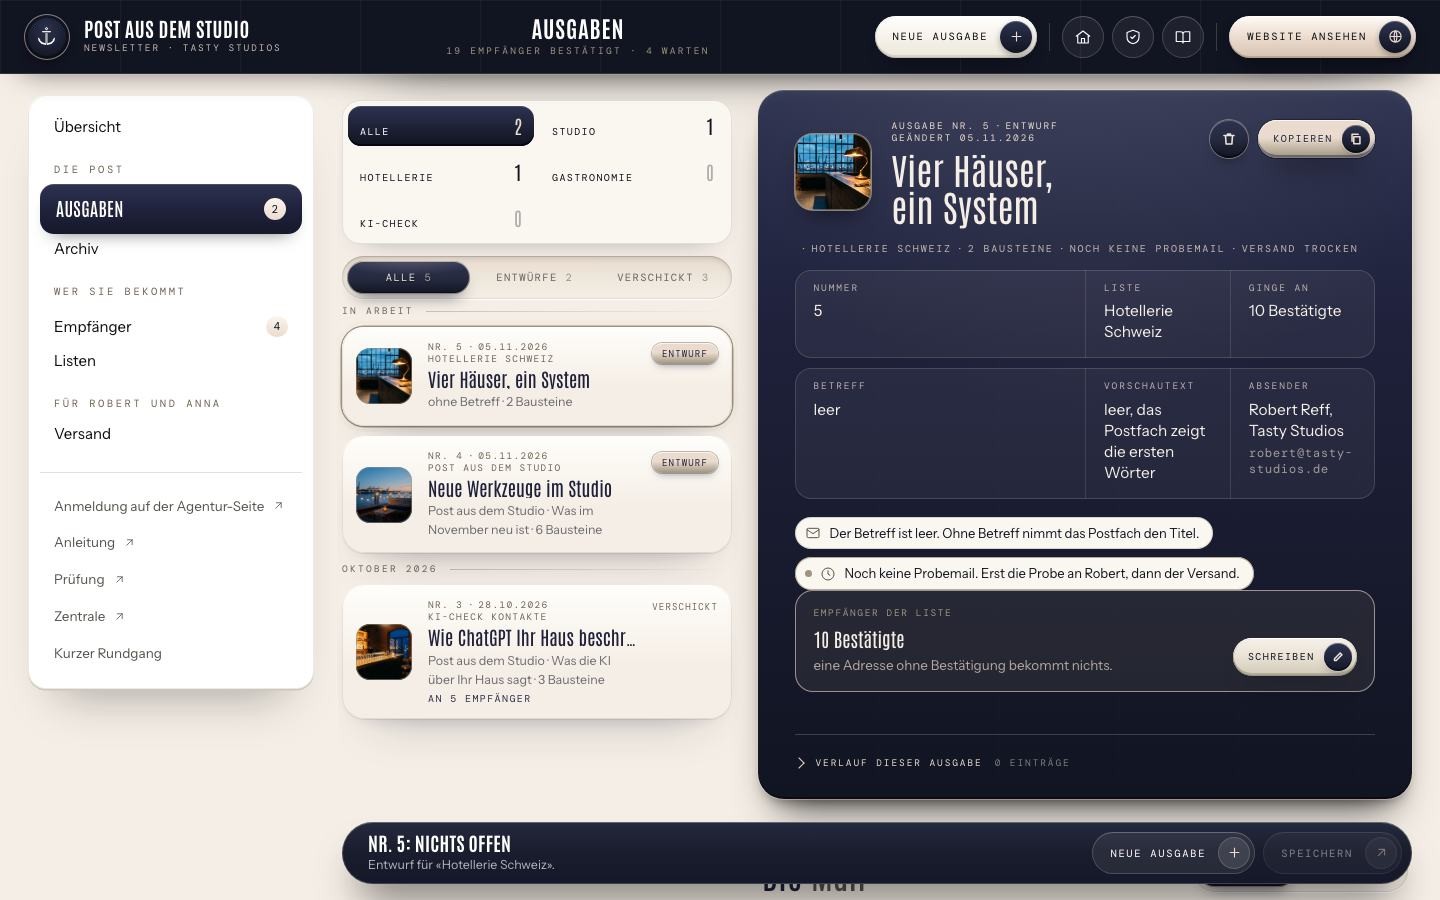 POST AUS DEM STUDIO
NEWSLETTER · TASTY STUDIOS
AUSGABEN
19 EMPFÄNGER BESTÄTIGT · 4 WARTEN
NEUE AUSGABE
WEBSITE ANSEHEN
Übersicht
DIE POST
AUSGABEN 2
Archiv
WER SIE BEKOMMT
Empfänger 4
Listen
FÜR ROBERT UND ANNA
Versand
Anmeldung auf der Agentur-Seite
Anleitung
Prüfung
Zentrale
Kurzer Rundgang
ALLE 2
STUDIO 1
HOTELLERIE 1
GASTRONOMIE 0
KI-CHECK 0
ALLE 5
ENTWÜRFE 2
VERSCHICKT 3
IN ARBEIT
NR. 5 · 05.11.2026
HOTELLERIE SCHWEIZ
ENTWURF
Vier Häuser, ein System
ohne Betreff · 2 Bausteine
NR. 4 · 05.11.2026
POST AUS DEM STUDIO
ENTWURF
Neue Werkzeuge im Studio
Post aus dem Studio · Was im
November neu ist · 6 Bausteine
OKTOBER 2026
NR. 3 · 28.10.2026
KI-CHECK KONTAKTE
VERSCHICKT
Wie ChatGPT Ihr Haus beschr…
Post aus dem Studio · Was die KI
über Ihr Haus sagt · 3 Bausteine
AN 5 EMPFÄNGER
AUSGABE NR. 5 · ENTWURF
GEÄNDERT 05.11.2026
Vier Häuser,
ein System
KOPIEREN
· HOTELLERIE SCHWEIZ · 2 BAUSTEINE · NOCH KEINE PROBEMAIL · VERSAND TROCKEN
NUMMER
5
LISTE
Hotellerie
Schweiz
GINGE AN
10 Bestätigte
BETREFF
leer
VORSCHAUTEXT
leer, das
Postfach zeigt
die ersten
Wörter
ABSENDER
Robert Reff,
Tasty Studios
robert@tasty-
studios.de
Der Betreff ist leer. Ohne Betreff nimmt das Postfach den Titel.
Noch keine Probemail. Erst die Probe an Robert, dann der Versand.
EMPFÄNGER DER LISTE
10 Bestätigte
eine Adresse ohne Bestätigung bekommt nichts.
SCHREIBEN
VERLAUF DIESER AUSGABE 0 EINTRÄGE
NR. 5: NICHTS OFFEN
Entwurf für «Hotellerie Schweiz».
NEUE AUSGABE
SPEICHERN